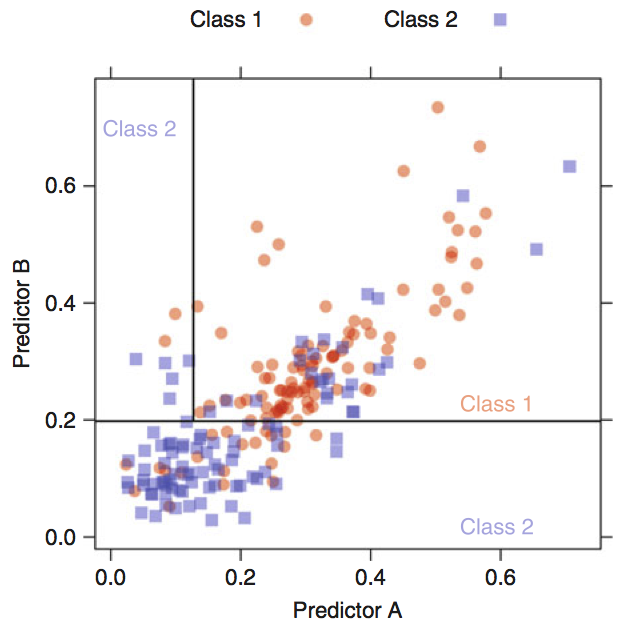 Class 1 Class 2
Class 2
0.6
0.4
0.2
0.0
Predictor B
Class 1
Class 2
0.0 0.2 0.4 0.6
Predictor A